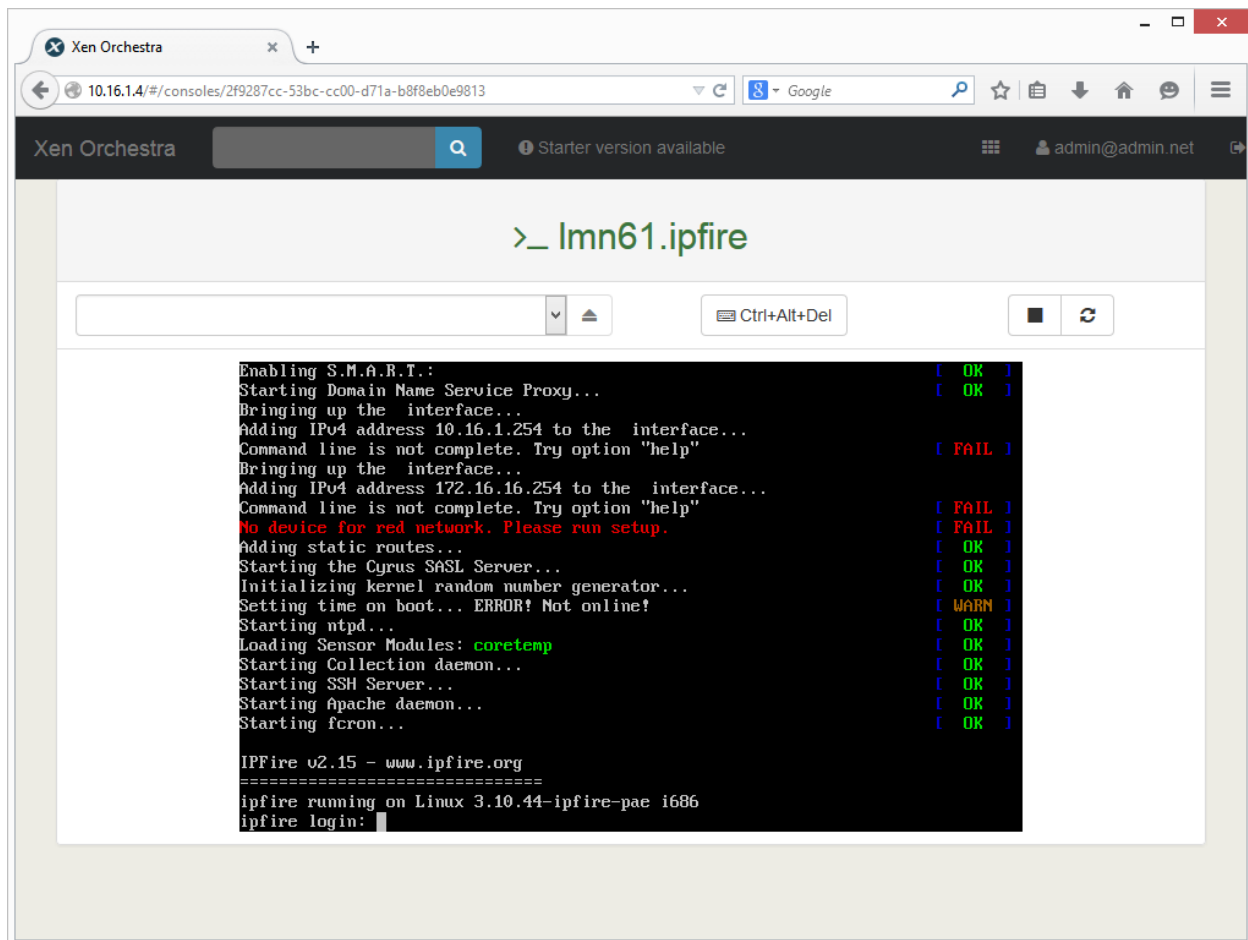 Xen Orchestra
10.16.1.4/#/consoles/2f9287cc-53bc-cc00-d71a-b8f8eb0e9813
8 Google
Xen Orchestra
Starter version available
admin@admin.net
>_ lmn61.ipfire
Ctrl+Alt+Del
Enabling S.M.A.R.T.: [ OK ]
Starting Domain Name Service Proxy... [ OK ]
Bringing up the  interface...
Adding IPv4 address 10.16.1.254 to the  interface...
Command line is not complete. Try option "help" [ FAIL ]
Bringing up the  interface...
Adding IPv4 address 172.16.16.254 to the  interface...
Command line is not complete. Try option "help" [ FAIL ]
No device for red network. Please run setup. [ FAIL ]
Adding static routes... [ OK ]
Starting the Cyrus SASL Server... [ OK ]
Initializing kernel random number generator... [ OK ]
Setting time on boot... ERROR! Not online! [ WARN ]
Starting ntpd... [ OK ]
Loading Sensor Modules: coretemp [ OK ]
Starting Collection daemon... [ OK ]
Starting SSH Server... [ OK ]
Starting Apache daemon... [ OK ]
Starting fcron... [ OK ]
IPFire v2.15 - www.ipfire.org
===============================
ipfire running on Linux 3.10.44-ipfire-pae i686
ipfire login: